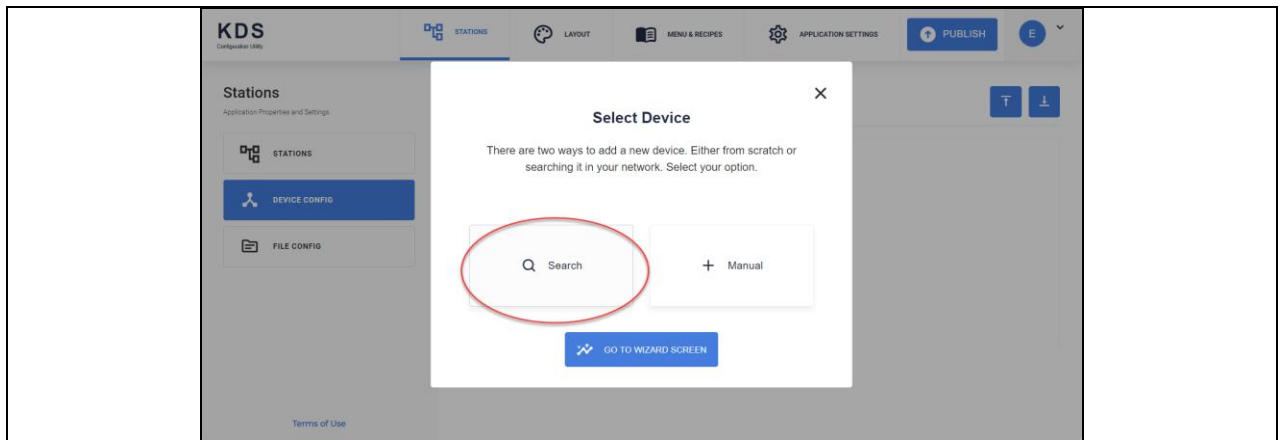 KDS
Configuration Utility
STATIONS
LAYOUT
MENU & RECIPES
APPLICATION SETTINGS
PUBLISH
E
Stations
Application Properties and Settings
STATIONS
DEVICE CONFIG
FILE CONFIG
Terms of Use
Select Device
There are two ways to add a new device. Either from scratch or
searching it in your network. Select your option.
Search
Manual
GO TO WIZARD SCREEN